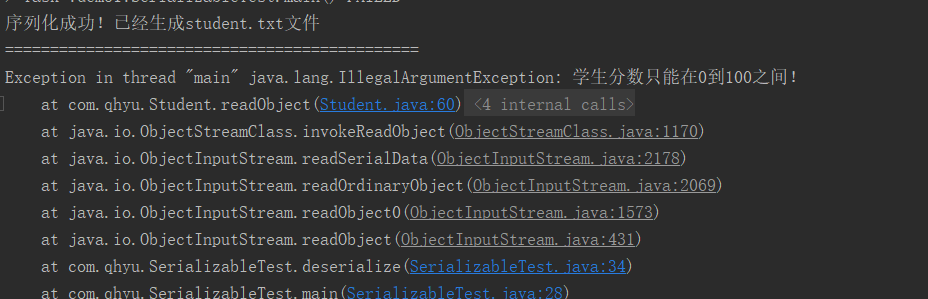 序列化成功！已经生成student.txt文件
==============================================
Exception in thread "main" java.lang.IllegalArgumentException: 学生分数只能在0到100之间！
at com.qhyu.Student.readObject(Student.java:60) <4 internal calls>
at java.io.ObjectStreamClass.invokeReadObject(ObjectStreamClass.java:1170)
at java.io.ObjectInputStream.readSerialData(ObjectInputStream.java:2178)
at java.io.ObjectInputStream.readOrdinaryObject(ObjectInputStream.java:2069)
at java.io.ObjectInputStream.readObject0(ObjectInputStream.java:1573)
at java.io.ObjectInputStream.readObject(ObjectInputStream.java:431)
at com.qhyu.SerializableTest.deserialize(SerializableTest.java:34)
at com.qhyu.SerializableTest.main(SerializableTest.java:28)